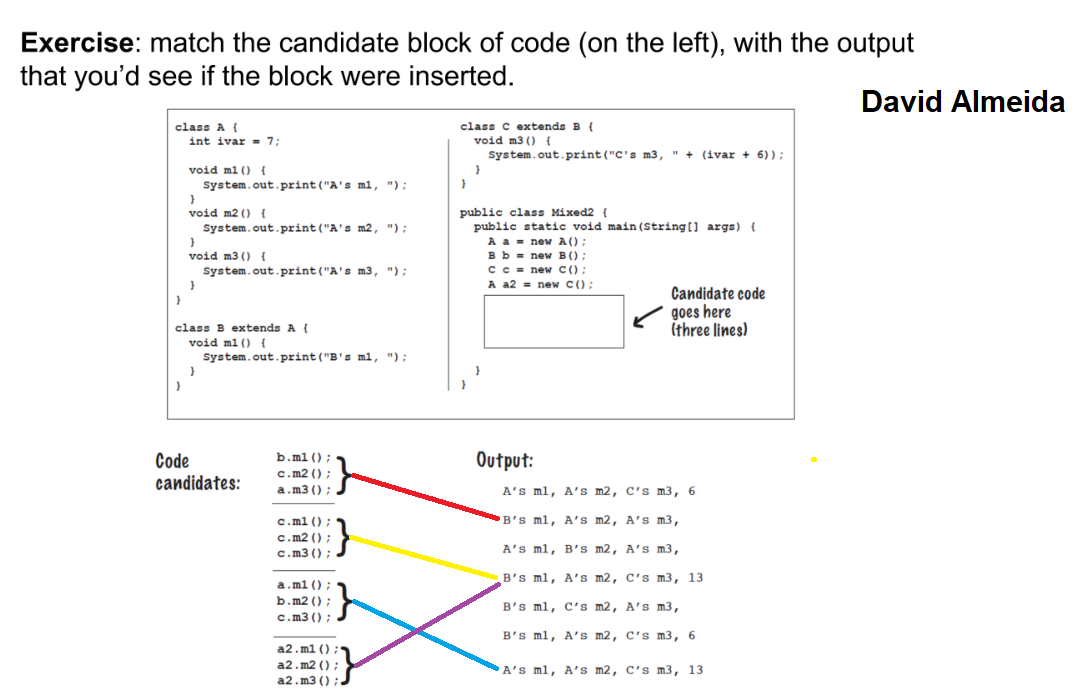 Exercise: match the candidate block of code (on the left), with the output
that you’d see if the block were inserted.
David Almeida
class A {
int ivar = 7;
void m1() {
System.out.print("A's m1, ");
}
void m2() {
System.out.print("A's m2, ");
}
void m3() {
System.out.print("A's m3, ");
}
}
class B extends A {
void m1() {
System.out.print("B's m1, ");
}
}
class C extends B {
void m3() {
System.out.print("C's m3, " + (ivar + 6));
}
}
public class Mixed2 {
public static void main(String[] args) {
A a = new A();
B b = new B();
C c = new C();
A a2 = new C();
Candidate code
goes here
(three lines)
}
}
Code
candidates:
b.m1();
c.m2();
a.m3();
c.m1();
c.m2();
c.m3();
a.m1();
b.m2();
c.m3();
a2.m1();
a2.m2();
a2.m3();
Output:
A's m1, A's m2, C's m3, 6
B's m1, A's m2, A's m3,
A's m1, B's m2, A's m3,
B's m1, A's m2, C's m3, 13
B's m1, C's m2, A's m3,
B's m1, A's m2, C's m3, 6
A's m1, A's m2, C's m3, 13